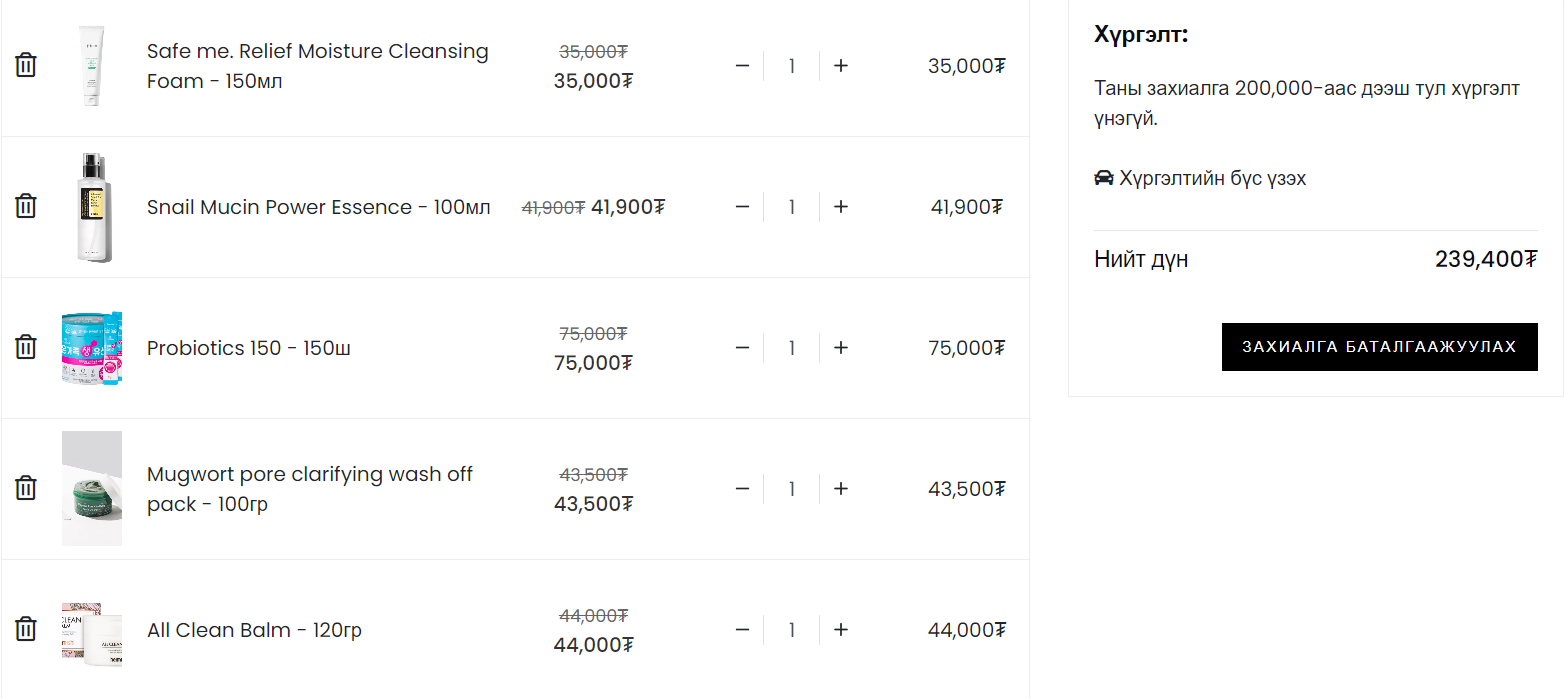 Safe me. Relief Moisture Cleansing
Foam - 150мл
35,000₮
35,000₮
1
35,000₮
Snail Mucin Power Essence - 100мл
41,900₮ 41,900₮
1
41,900₮
Probiotics 150 - 150ш
75,000₮
75,000₮
1
75,000₮
Mugwort pore clarifying wash off
pack - 100гр
43,500₮
43,500₮
1
43,500₮
All Clean Balm - 120гр
44,000₮
44,000₮
1
44,000₮
Хүргэлт:
Таны захиалга 200,000-аас дээш тул хүргэлт
үнэгүй.
Хүргэлтийн бүс үзэх
Нийт дүн 239,400₮
ЗАХИАЛГА БАТАЛГААЖУУЛАХ